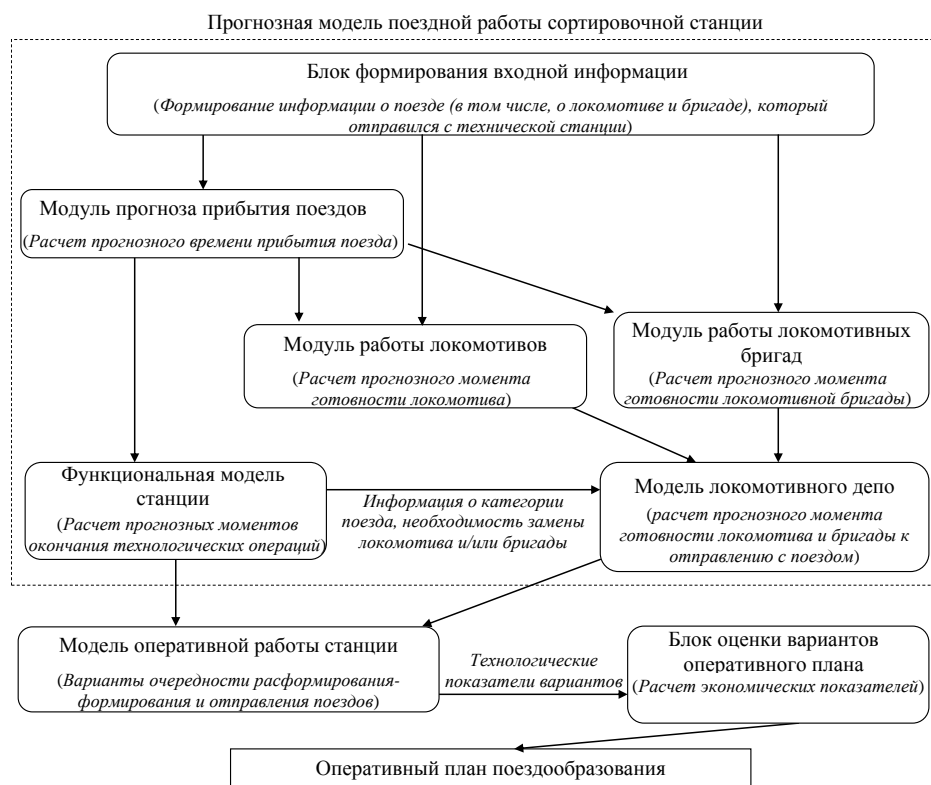 Прогнозная модель поездной работы сортировочной станции
Блок формирования входной информации
(Формирование информации о поезде (в том числе, о локомотиве и бригаде), который
отправился с технической станции)
Модуль прогноза прибытия поездов
(Расчет прогнозного времени прибытия поезда)
Модуль работы локомотивов
(Расчет прогнозного момента
готовности локомотива)
Модуль работы локомотивных
бригад
(Расчет прогнозного момента
готовности локомотивной бригады)
Функциональная модель
станции
(Расчет прогнозных моментов
окончания технологических операций)
Информация о категории
поезда, необходимость замены
локомотива и/или бригады
Модель локомотивного депо
(расчет прогнозного момента
готовности локомотива и бригады к
отправлению с поездом)
Модель оперативной работы станции
(Варианты очередности расформирования-
формирования и отправления поездов)
Технологические
показатели вариантов
Блок оценки вариантов
оперативного плана
(Расчет экономических показателей)
Оперативный план поездообразования